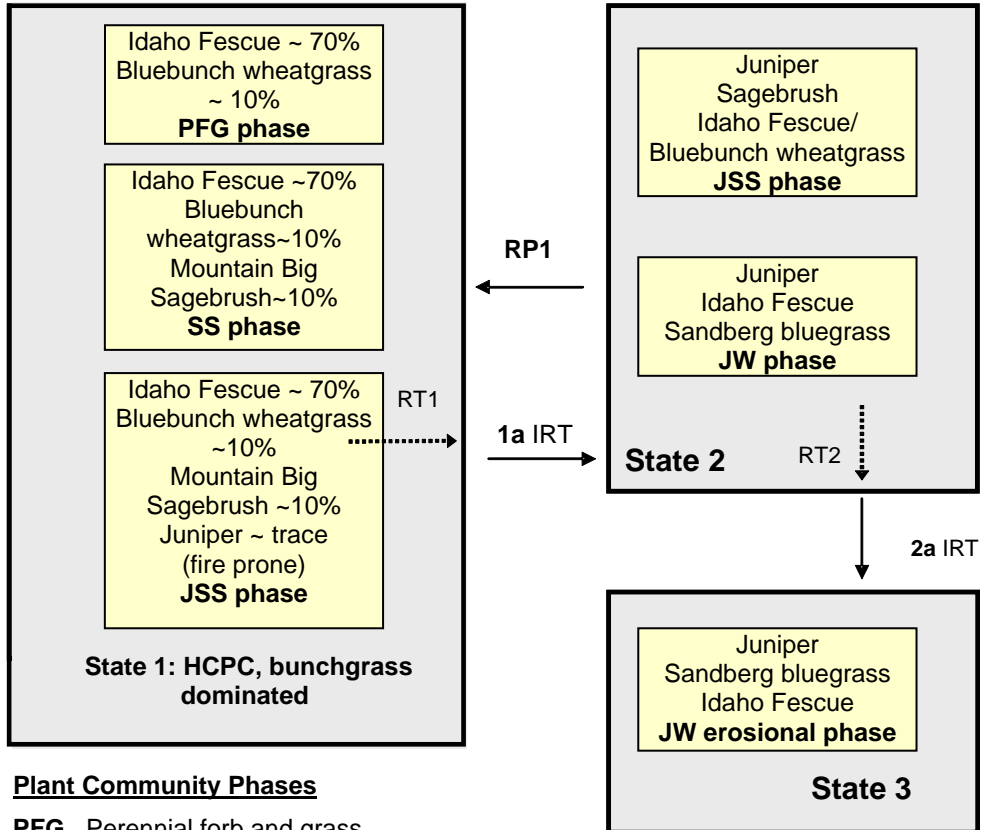 Idaho Fescue ~ 70%
Bluebunch wheatgrass
~ 10%
PFG phase
Idaho Fescue ~70%
Bluebunch
wheatgrass~10%
Mountain Big
Sagebrush~10%
SS phase
Idaho Fescue ~ 70%
Bluebunch wheatgrass
~10%
Mountain Big
Sagebrush ~10%
Juniper ~ trace
(fire prone)
JSS phase
RT1
State 1: HCPC, bunchgrass
dominated
RP1
1a IRT
Juniper
Sagebrush
Idaho Fescue/
Bluebunch wheatgrass
JSS phase
Juniper
Idaho Fescue
Sandberg bluegrass
JW phase
State 2
RT2
2a IRT
Juniper
Sandberg bluegrass
Idaho Fescue
JW erosional phase
State 3
Plant Community Phases
PFG Perennial forb and grass